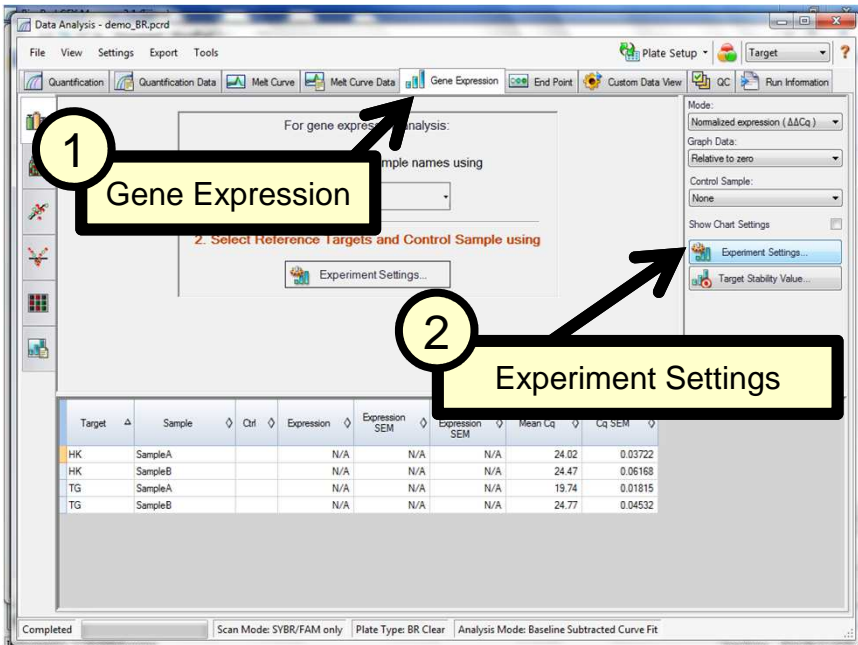 Data Analysis - demo_BR.pcrd
File View Settings Export Tools
Plate Setup
Target
?
Quantification
Quantification Data
Melt Curve
Melt Curve Data
Gene Expression
End Point
Custom Data View
QC
Run Information
1
Gene Expression
For gene analysis:
names using
2. Select Reference Targets and Control Sample using
Experiment Settings...
Mode:
Normalized expression (ΔΔCq)
Graph Data:
Relative to zero
Control Sample:
None
Show Chart Settings
Experiment Settings...
Target Stability Value...
2
Experiment Settings
Target Sample Ctrl Expression Expression SEM Expression SEM Mean Cq Cq SEM
HK SampleA N/A N/A N/A 24.02 0.03722
HK SampleB N/A N/A N/A 24.47 0.06168
TG SampleA N/A N/A N/A 19.74 0.01815
TG SampleB N/A N/A N/A 24.77 0.04532
Completed
Scan Mode: SYBR/FAM only
Plate Type: BR Clear
Analysis Mode: Baseline Subtracted Curve Fit